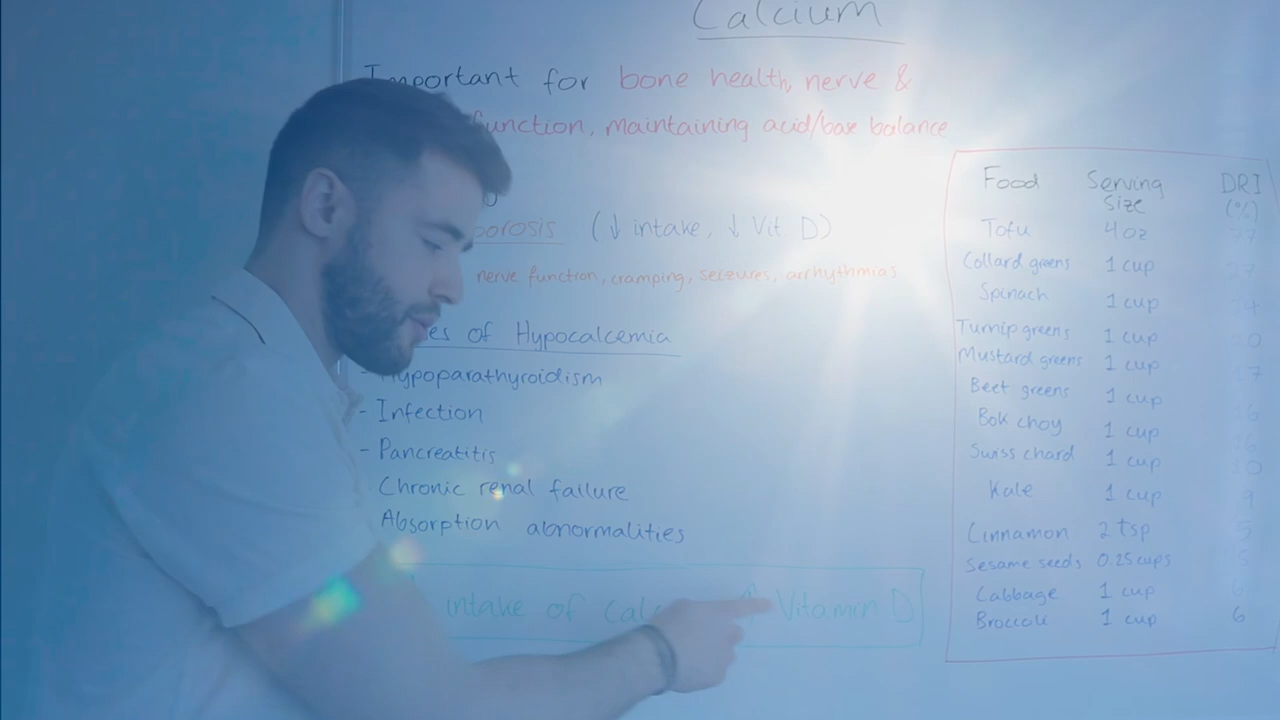 Calcium
Important for bone health, nerve &
function, maintaining acid/base balance
(↓ intake, ↓ Vit D)
nerve function, cramping, seizures, arrhythmias
of Hypocalcemia
- Hypoparathyroidism
- Infection
- Pancreatitis
Chronic renal failure
Absorption abnormalities
intake of ↑ Vitamin D
Food Serving size DRI (%)
Tofu 4 oz
Collard greens 1 cup 27
Spinach 1 cup
Turnip greens 1 cup
Mustard greens 1 cup
Beet greens 1 cup
Bok choy 1 cup
Swiss chard 1 cup 10
Kale 1 cup 9
Cinnamon 2 tsp 5
Sesame seeds 0.25 cups
Cabbage 1 cup 6
Broccoli 1 cup 6